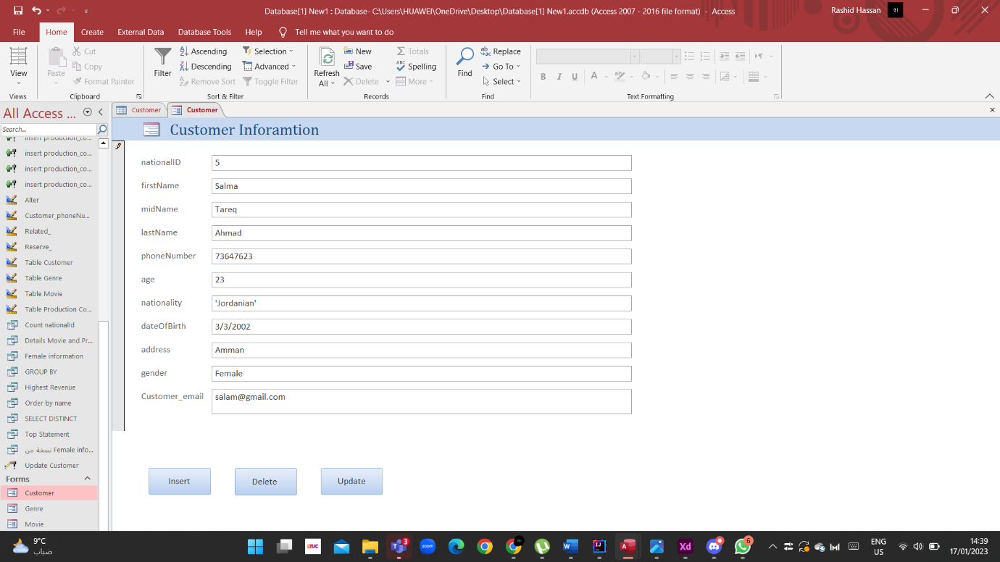 Database[1] New1 : Database- C:\Users\HUAWEI\OneDrive\Desktop\Database[1] New1.accdb (Access 2007 - 2016 file format) - Access
Rashid Hassan
File Home Create External Data Database Tools Help Tell me what you want to do
View
Views
Paste
Cut
Copy
Format Painter
Clipboard
Filter
Ascending
Descending
Remove Sort
Selection
Advanced
Toggle Filter
Sort & Filter
Refresh
All
New
Save
Delete
Totals
Spelling
More
Records
Find
Replace
Go To
Select
Find
B I U A
Text Formatting
All Access ...
Search...
insert production_co...
insert production_co...
insert production_co...
insert production_co...
Alter
Customer_phoneNu...
Related_
Reserve_
Table Customer
Table Genre
Table Movie
Table Production Co...
Count nationalId
Details Movie and Pr...
Female information
GROUP BY
Highest Revenue
Order by name
SELECT DISTINCT
Top Statement
نسخة من Female info...
Update Customer
Forms
Customer
Genre
Movie
Customer Customer
Customer Inforamtion
nationalID 5
firstName Salma
midName Tareq
lastName Ahmad
phoneNumber 73647623
age 23
nationality 'Jordanian'
dateOfBirth 3/3/2002
address Amman
gender Female
Customer_email salam@gmail.com
Insert Delete Update
9°C
ضباب
LTUC
3
zoom
W
IJ
A
Xd
6
ENG
US
14:39
17/01/2023